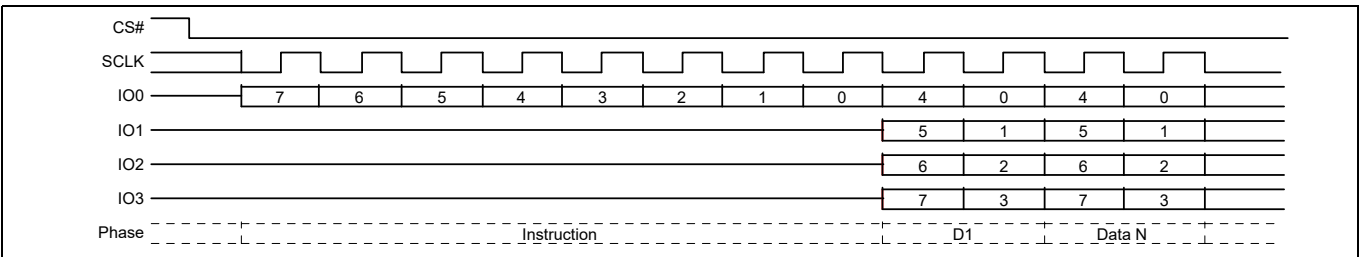 CS#
SCLK
IO0 7 6 5 4 3 2 1 0 4 0 4 0
IO1 5 1 5 1
IO2 6 2 6 2
IO3 7 3 7 3
Phase Instruction D1 Data N